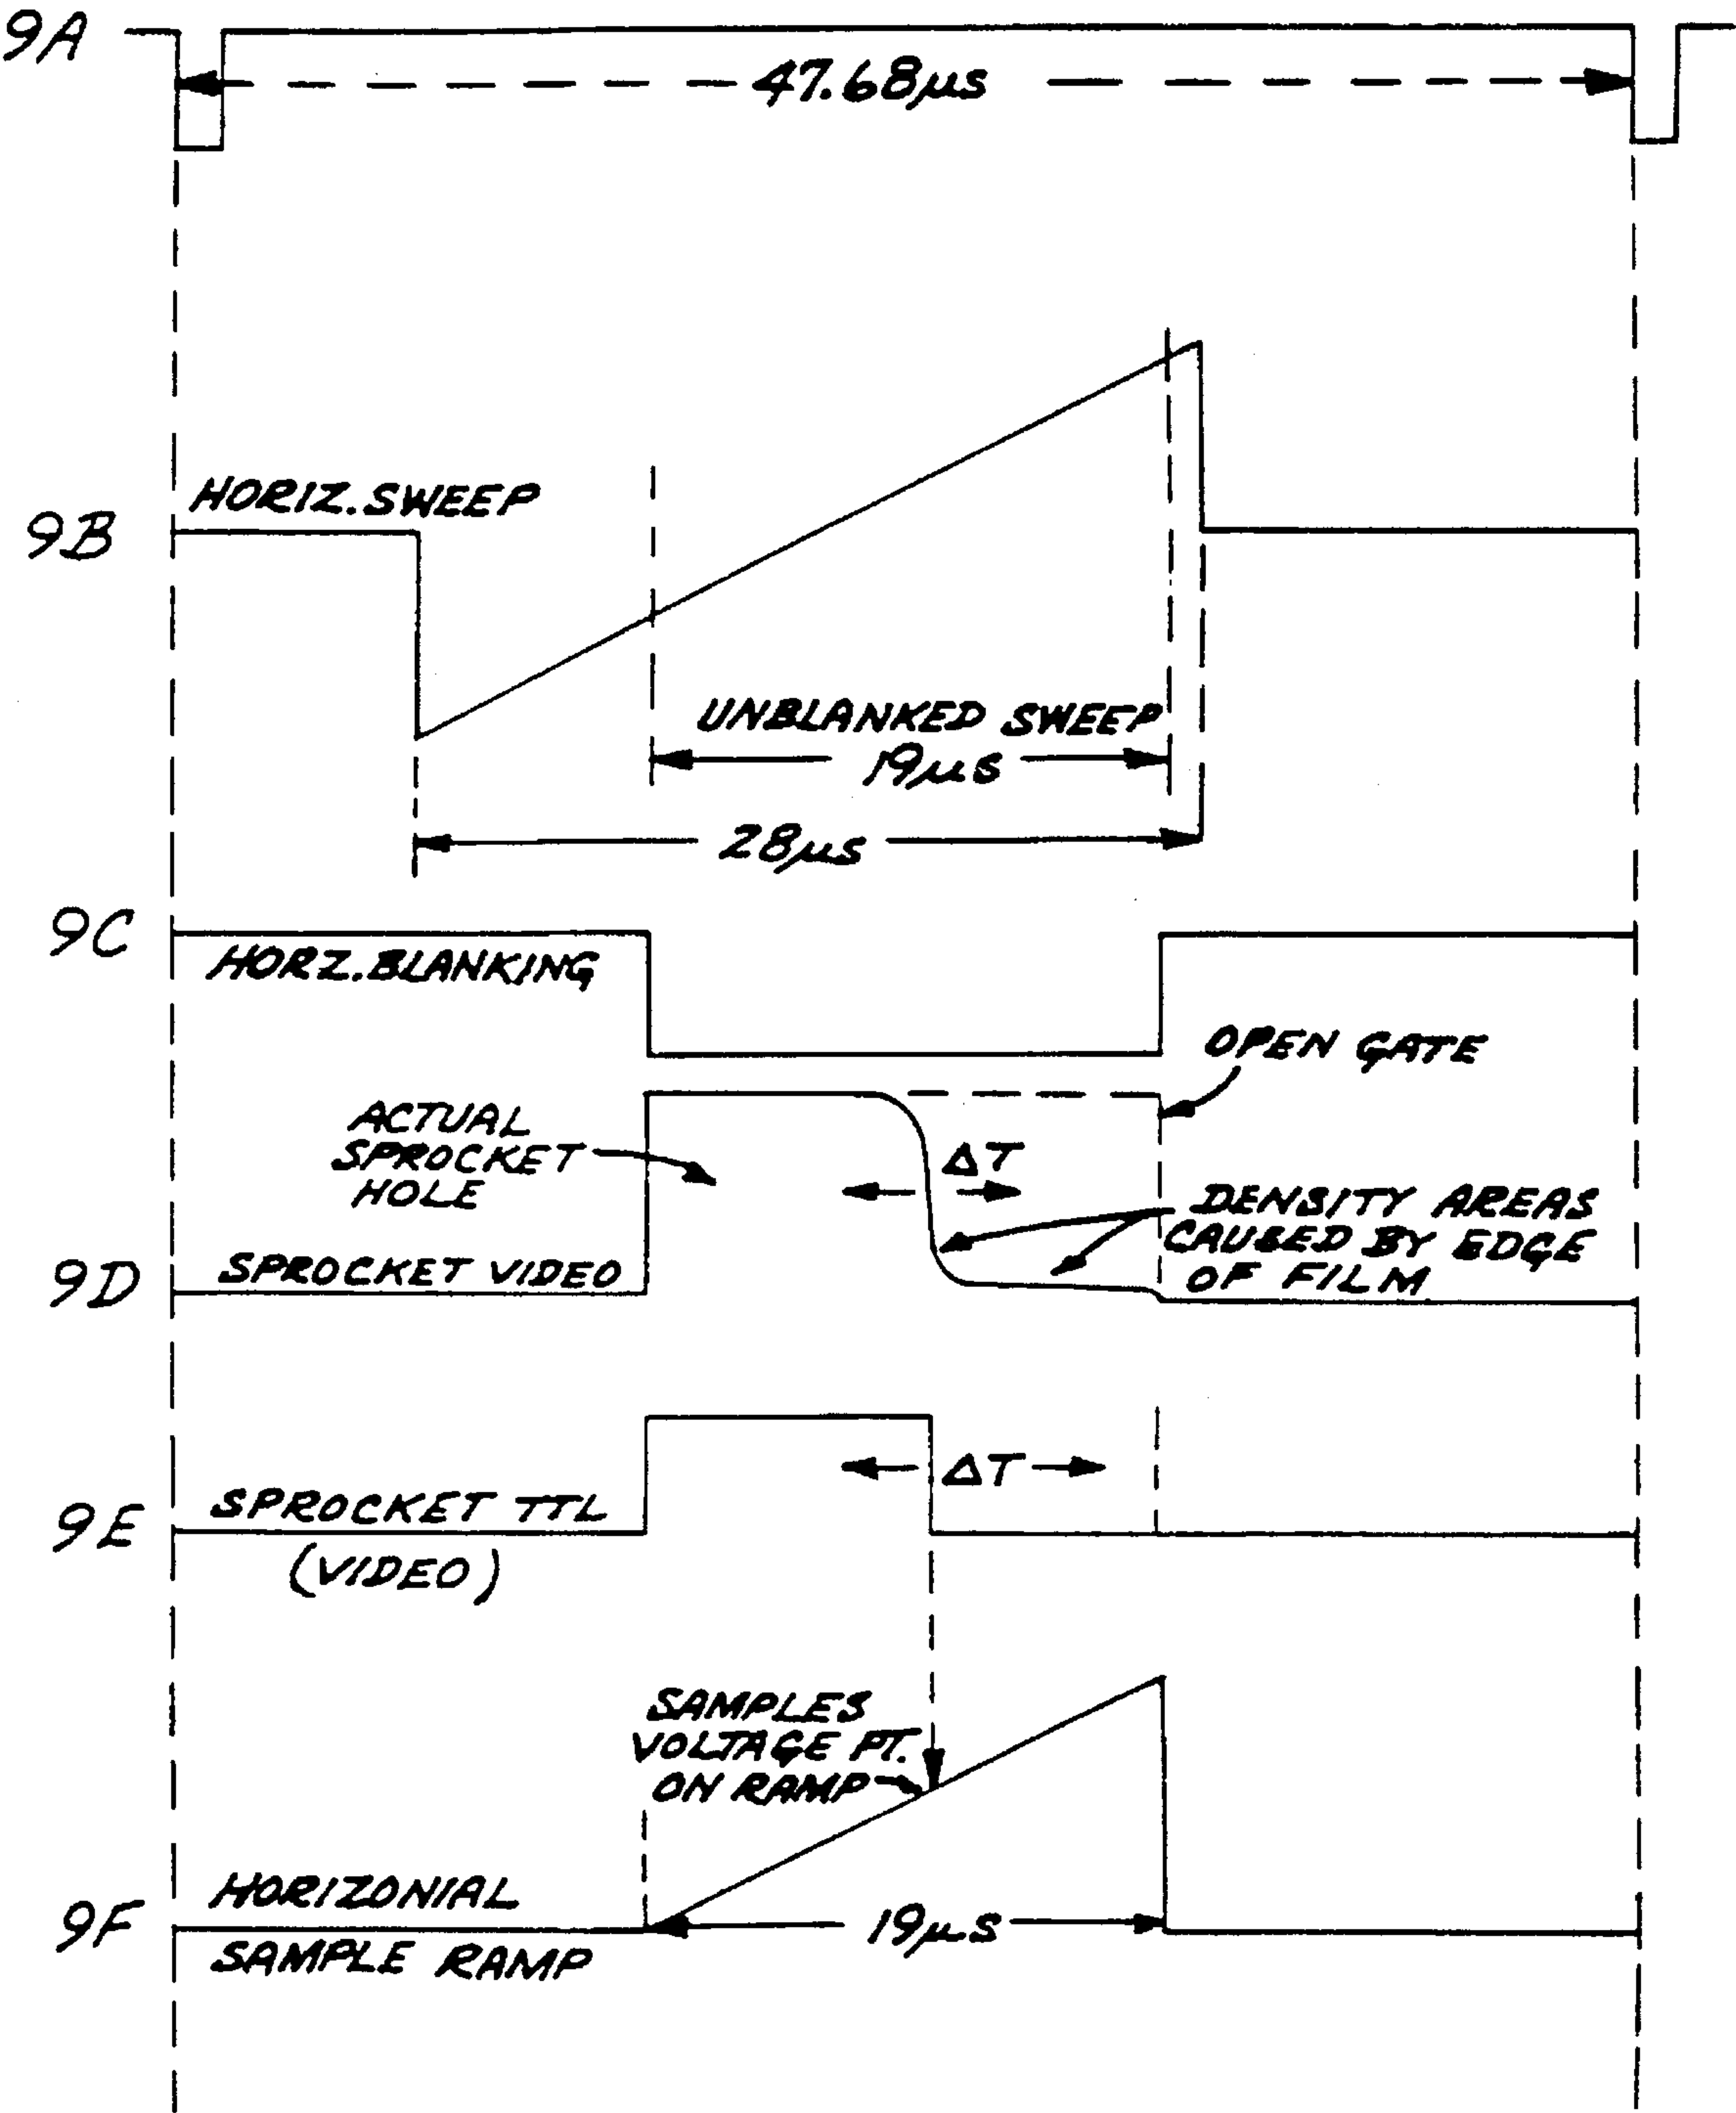 9A
47.68µs
HORIZ. SWEEP
9B
UNBLANKED SWEEP
19µs
28µs
9C
HORZ. BLANKING
OPEN GATE
ACTUAL
SPROCKET
HOLE
ΔT
DENSITY AREAS
CAUSED BY EDGE
OF FILM
9D
SPROCKET VIDEO
ΔT
9E
SPROCKET TTL
(VIDEO)
SAMPLES
VOLTAGE PT.
ON RAMP
9F
HORIZONIAL
SAMPLE RAMP
19µs